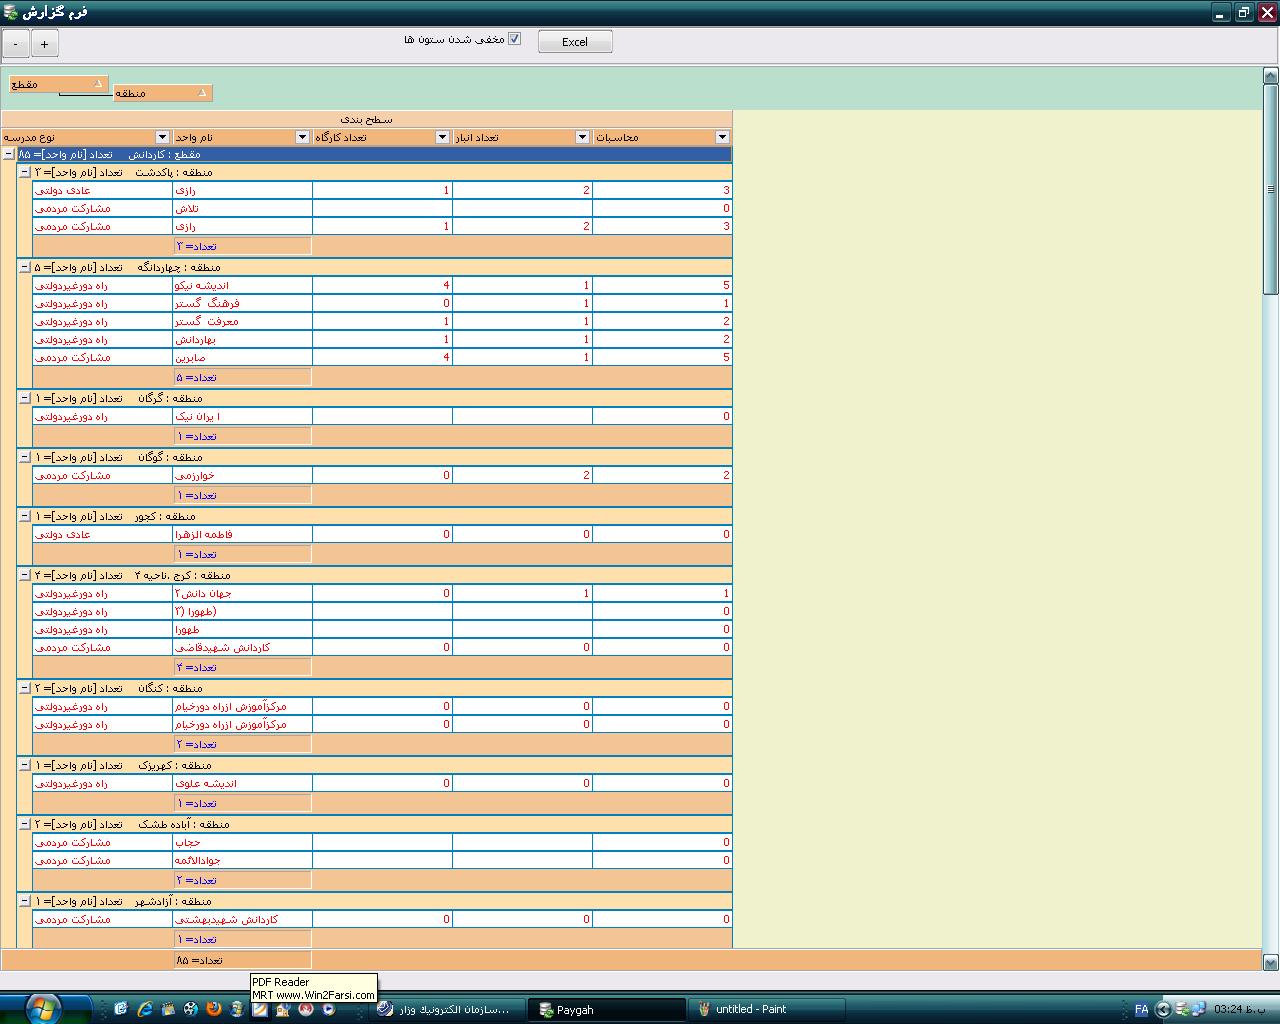 فرم گزارش
- +
مخفی شدن ستون ها
Excel
مقطع
منطقه
سطح بندی
نوع مدرسه نام واحد تعداد کارگاه تعداد انبار محاسبات
مقطع : کاردانش تعداد [نام واحد]= ۸۵
منطقه : پاکدشت تعداد [نام واحد]= ۳
عادی دولتی رازی 1 2 3
مشارکت مردمی تلاش 0
مشارکت مردمی رازی 1 2 3
تعداد= ۳
منطقه : چهاردانگه تعداد [نام واحد]= ۵
راه دورغیردولتی اندیشه نیکو 4 1 5
راه دورغیردولتی فرهنگ گستر 0 1 1
راه دورغیردولتی معرفت گستر 1 1 2
راه دورغیردولتی بهاردانش 1 1 2
مشارکت مردمی صابرین 4 1 5
تعداد= ۵
منطقه : گرگان تعداد [نام واحد]= ۱
راه دورغیردولتی ا یران نیک 0
تعداد= ۱
منطقه : گوگان تعداد [نام واحد]= ۱
مشارکت مردمی خوارزمی 0 2 2
تعداد= ۱
منطقه : کجور تعداد [نام واحد]= ۱
عادی دولتی فاطمه الزهرا 0 0 0
تعداد= ۱
منطقه : کرج ،ناحیه ۴ تعداد [نام واحد]= ۴
راه دورغیردولتی جهان دانش۲ 0 1 1
راه دورغیردولتی (طهورا (۳ 0
راه دورغیردولتی طهورا 0
مشارکت مردمی کاردانش شهیدقاضی 0 0 0
تعداد= ۴
منطقه : کنگان تعداد [نام واحد]= ۲
راه دورغیردولتی مرکزآموزش ازراه دورخیام 0 0 0
راه دورغیردولتی مرکزآموزش ازراه دورخیام 0 0 0
تعداد= ۲
منطقه : کهریزک تعداد [نام واحد]= ۱
راه دورغیردولتی اندیشه علوی 0 0 0
تعداد= ۱
منطقه : آباده طشک تعداد [نام واحد]= ۲
مشارکت مردمی حجاب 0
مشارکت مردمی جوادالائمه 0
تعداد= ۲
منطقه : آزادشهر تعداد [نام واحد]= ۱
مشارکت مردمی کاردانش شهیدبهشتی 0 0 0
تعداد= ۱
تعداد= ۸۵
PDF Reader
MRT www.Win2Farsi.com
سازمان الکترونیك وزار...
Paygah
untitled - Paint
FA
03:24 ب.ظ